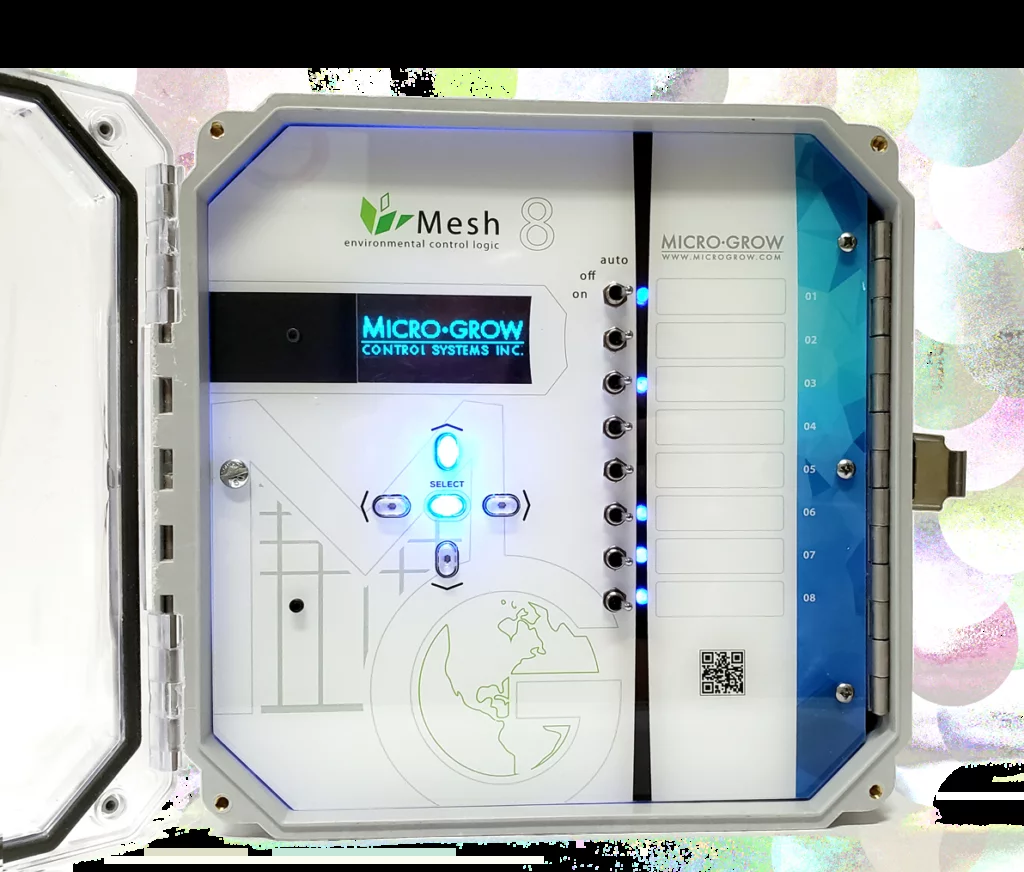 Mesh 8
environmental control logic
MICRO·GROW
WWW.MICROGROW.COM
auto
off
on
MICRO·GROW
CONTROL SYSTEMS INC.
SELECT
01
02
03
04
05
06
07
08